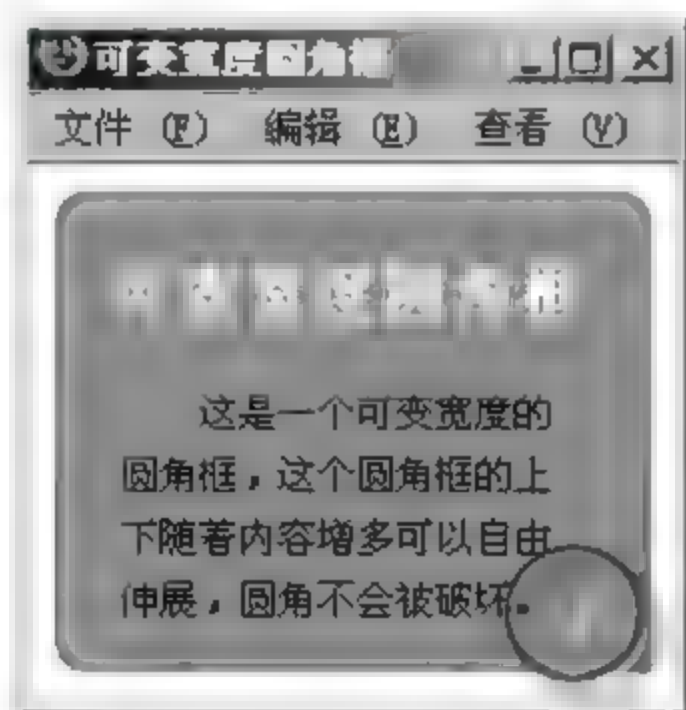 可变宽度圆角框
文件 (F) 编辑 (E) 查看 (V)
这是一个可变宽度的
圆角框，这个圆角框的上
下随着内容增多可以自由
伸展，圆角不会被破坏。